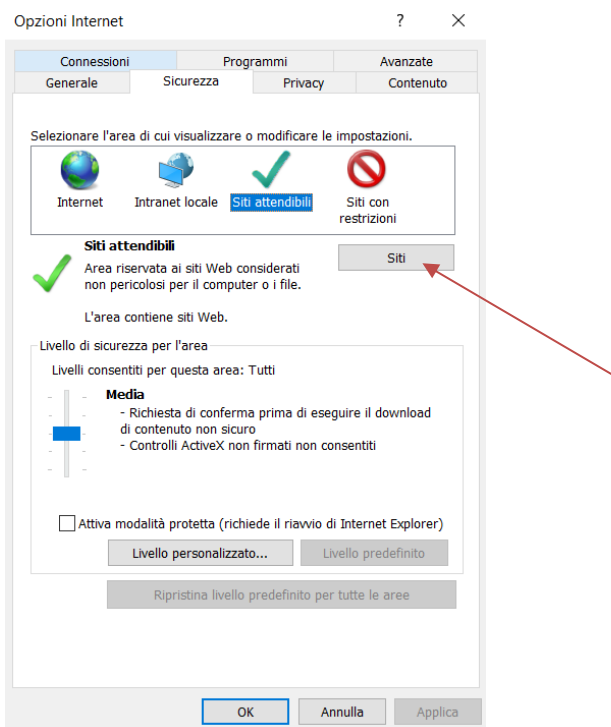 Opzioni Internet ? ×
Connessioni Programmi Avanzate
Generale Sicurezza Privacy Contenuto
Selezionare l'area di cui visualizzare o modificare le impostazioni.
Internet Intranet locale Siti attendibili Siti con
restrizioni
Siti attendibili
Siti
Area riservata ai siti Web considerati
non pericolosi per il computer o i file.
L'area contiene siti Web.
Livello di sicurezza per l'area
Livelli consentiti per questa area: Tutti
Media
- Richiesta di conferma prima di eseguire il download
di contenuto non sicuro
- Controlli ActiveX non firmati non consentiti
Attiva modalità protetta (richiede il riavvio di Internet Explorer)
Livello personalizzato... Livello predefinito
Ripristina livello predefinito per tutte le aree
OK Annulla Applica